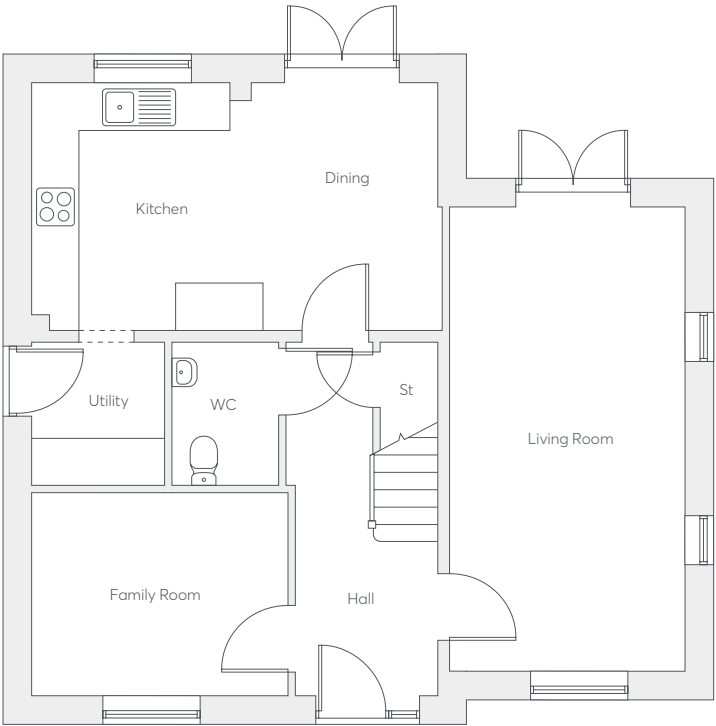 Dining
Kitchen
St
Utility
WC
Living Room
Family Room
Hall